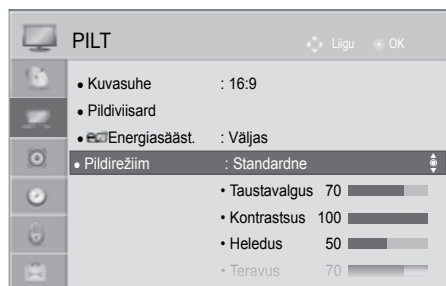 PILT Liigu OK
• Kuvasuhe : 16:9
• Pildiviisard
• Energiasääst. : Väljas
• Pildirežiim : Standardne
• Taustavalgus 70
• Kontrastsus 100
• Heledus 50
• Teravus 70